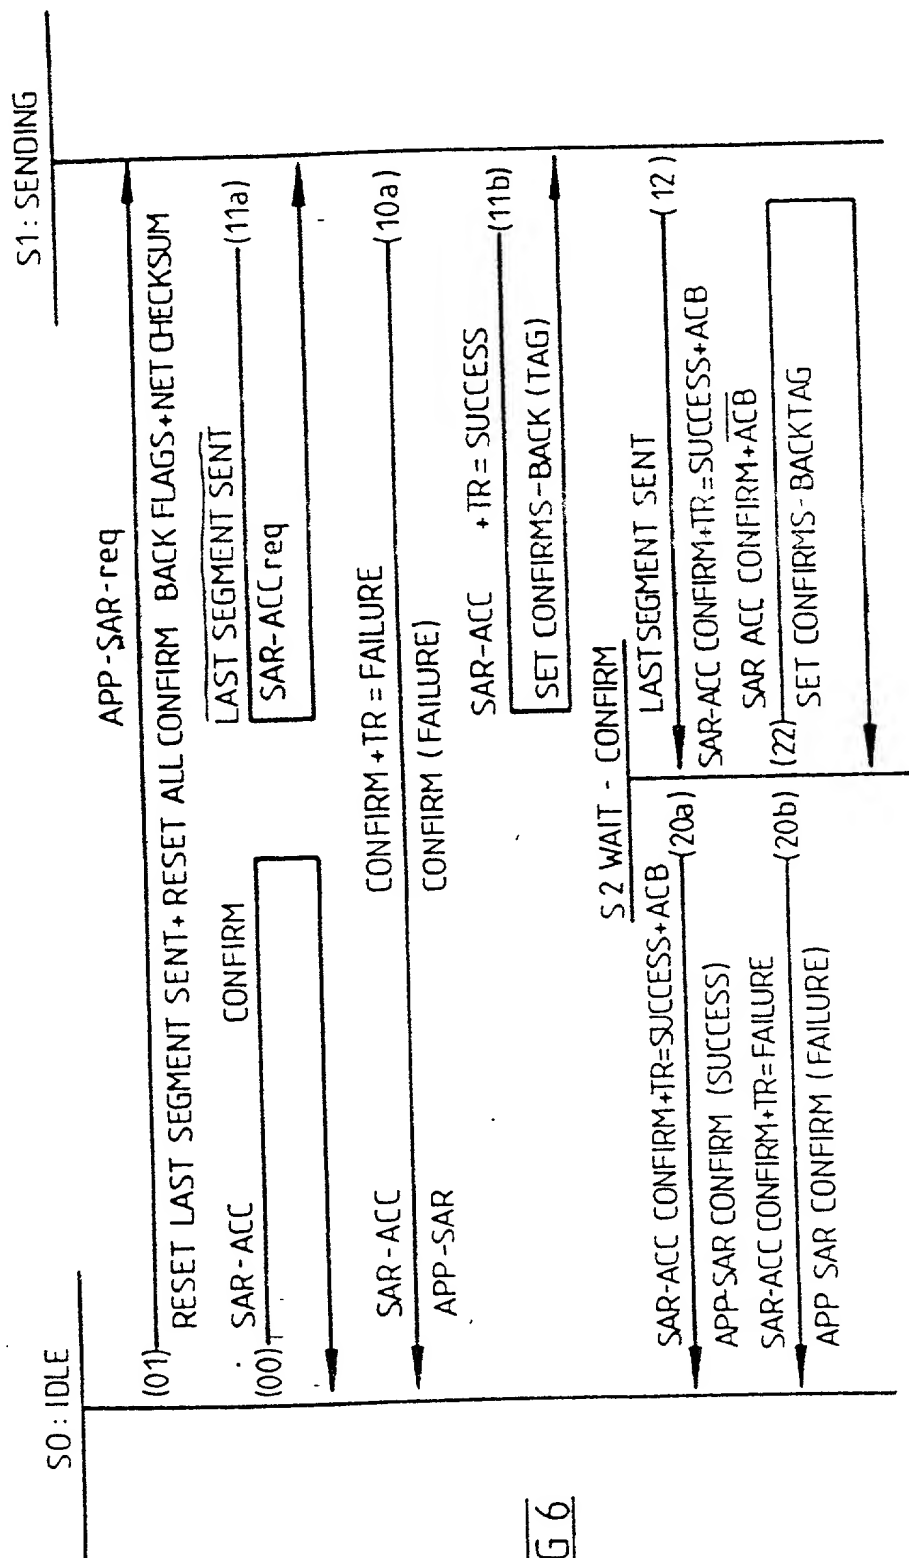 S0: IDLE
S1: SENDING
APP-SAR-req
(01)
RESET LAST SEGMENT SENT+RESET ALL CONFIRM BACK FLAGS+NET CHECKSUM
SAR-ACC CONFIRM
(00)
LAST SEGMENT SENT
(11a)
SAR-ACC req
SAR-ACC CONFIRM+TR=FAILURE
(10a)
APP-SAR CONFIRM (FAILURE)
SAR-ACC +TR=SUCCESS
(11b)
SET CONFIRMS-BACK (TAG)
S2 WAIT - CONFIRM
LAST SEGMENT SENT
(12)
SAR-ACC CONFIRM+TR=SUCCESS+ACB
(20a)
APP-SAR CONFIRM (SUCCESS)
SAR-ACC CONFIRM+TR=SUCCESS+ACB
SAR ACC CONFIRM+ACB
(22)
SET CONFIRMS-BACKTAG
SAR-ACC CONFIRM+TR=FAILURE
(20b)
APP SAR CONFIRM (FAILURE)
G 6